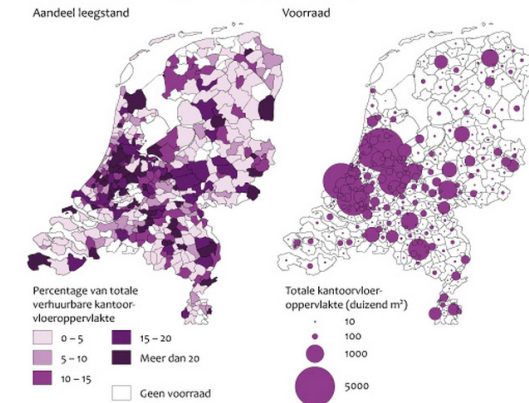 Aandeel leegstand
Voorraad
Percentage van totale
verhuurbare kantoor-
vloeroppervlakte
0 – 5
5 – 10
10 – 15
15 – 20
Meer dan 20
Geen voorraad
Totale kantoorvloer-
oppervlakte (duizend m²)
10
100
1000
5000